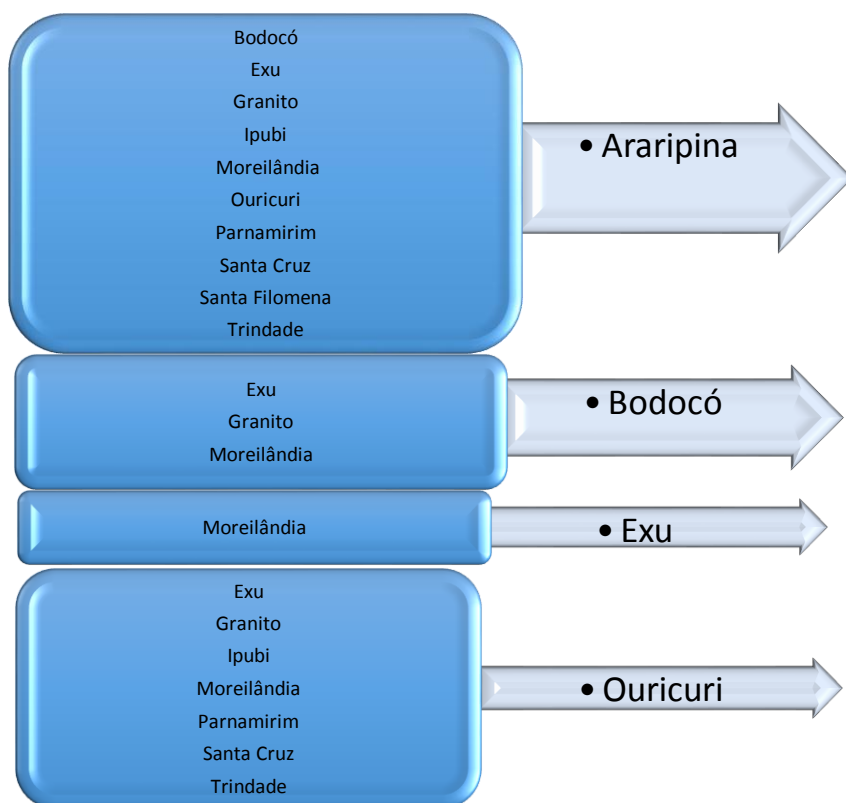 Bodocó
Exu
Granito
Ipubi
Moreilândia
Ouricuri
Parnamirim
Santa Cruz
Santa Filomena
Trindade
• Araripina
Exu
Granito
Moreilândia
• Bodocó
Moreilândia
• Exu
Exu
Granito
Ipubi
Moreilândia
Parnamirim
Santa Cruz
Trindade
• Ouricuri